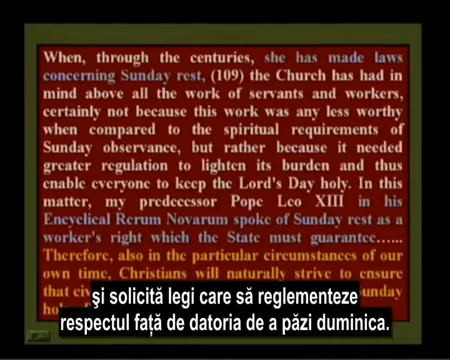 When, through the centuries, she has made laws
concerning Sunday rest, (109) the Church has had in
mind above all the work of servants and workers,
certainly not because this work was any less worthy
when compared to the spiritual requirements of
Sunday observance, but rather because it needed
greater regulation to lighten its burden and thus
enable everyone to keep the Lord's Day holy. In this
matter, my predecessor Pope Leo XIII in his
Encyclical Rerum Novarum spoke of Sunday rest as a
worker's right which the State must guarantee......
Therefore, also in the particular circumstances of our
own time, Christians will naturally strive to ensure
that
şi solicită legi care să reglementeze
respectul faţă de datoria de a păzi duminica.